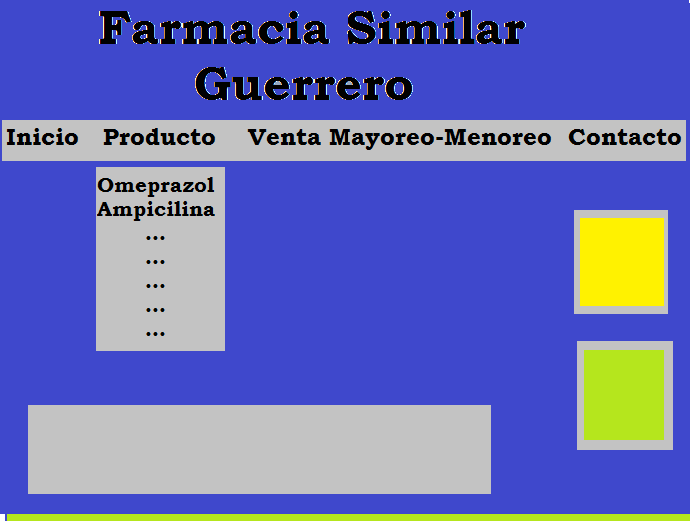 Farmacia Similar
Guerrero
Inicio Producto Venta Mayoreo-Menoreo Contacto
Omeprazol
Ampicilina
...
...
...
...
...